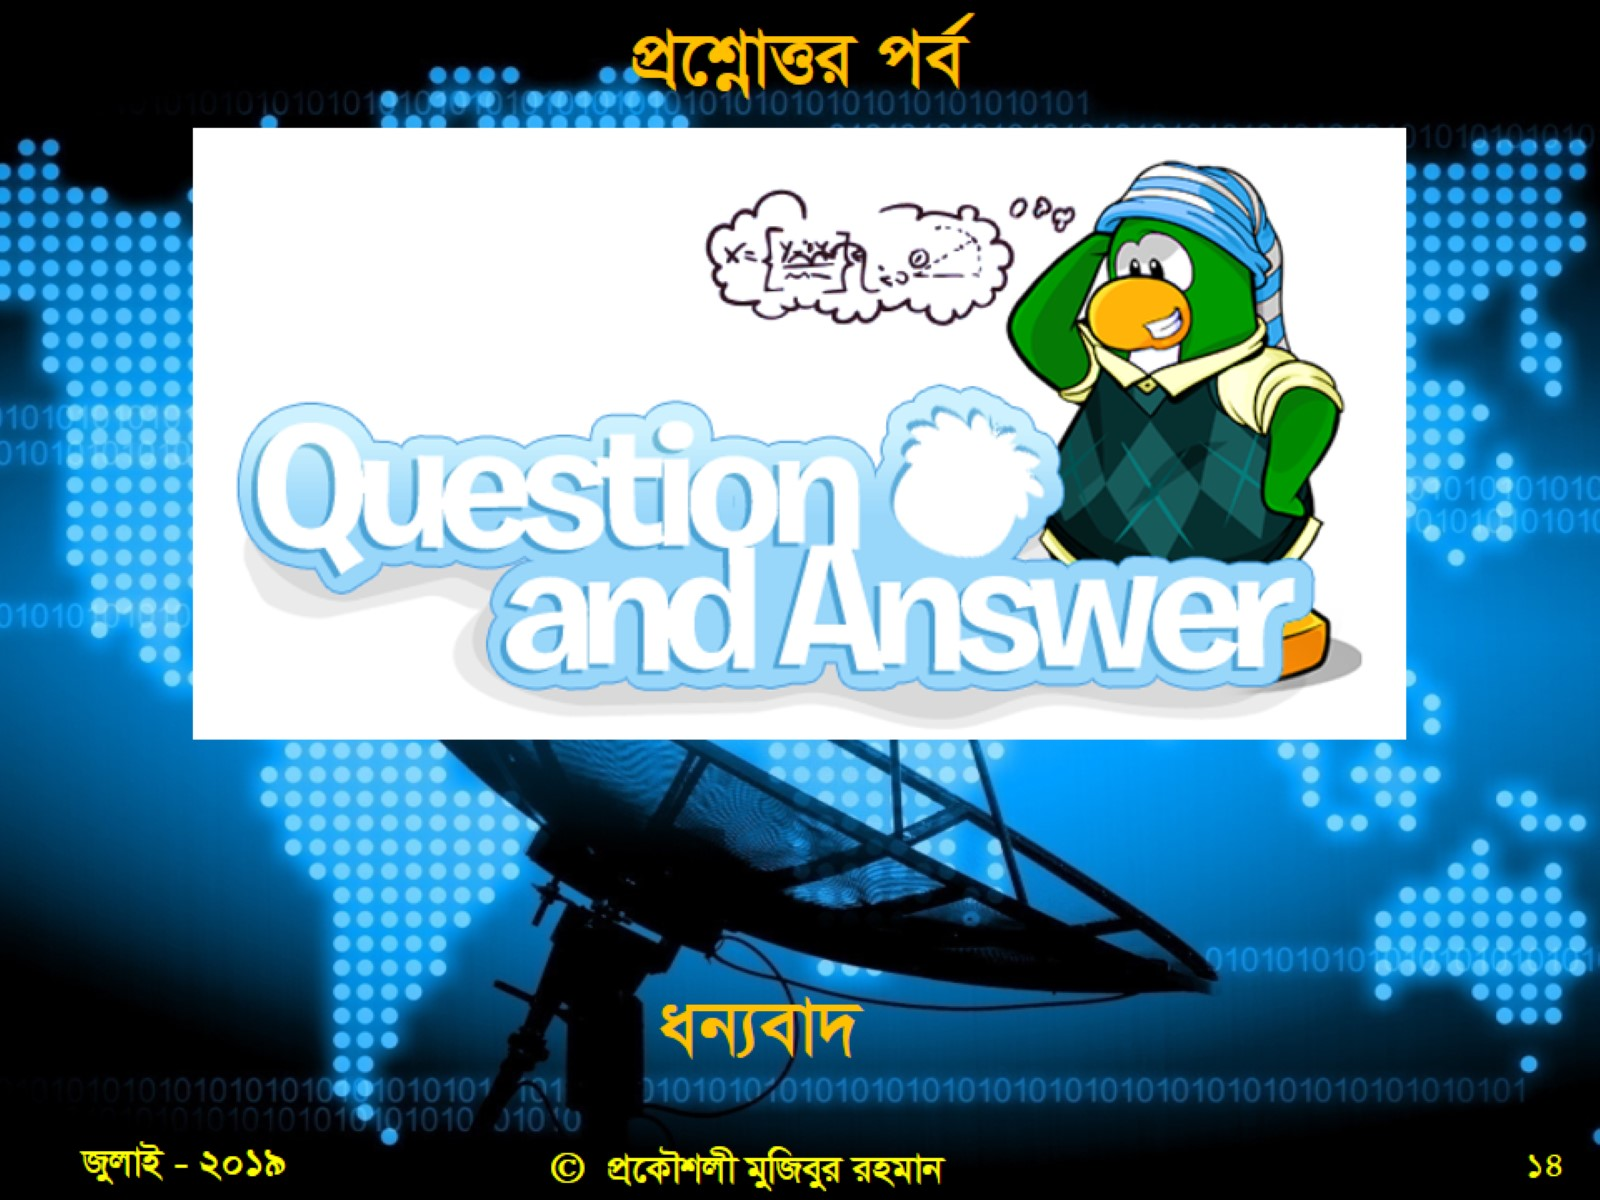 প্রশ্নোত্তর পর্ব
Question
and Answer
ধন্যবাদ
জুলাই - ২০১৯
© প্রকৌশলী মুজিবুর রহমান
১৪